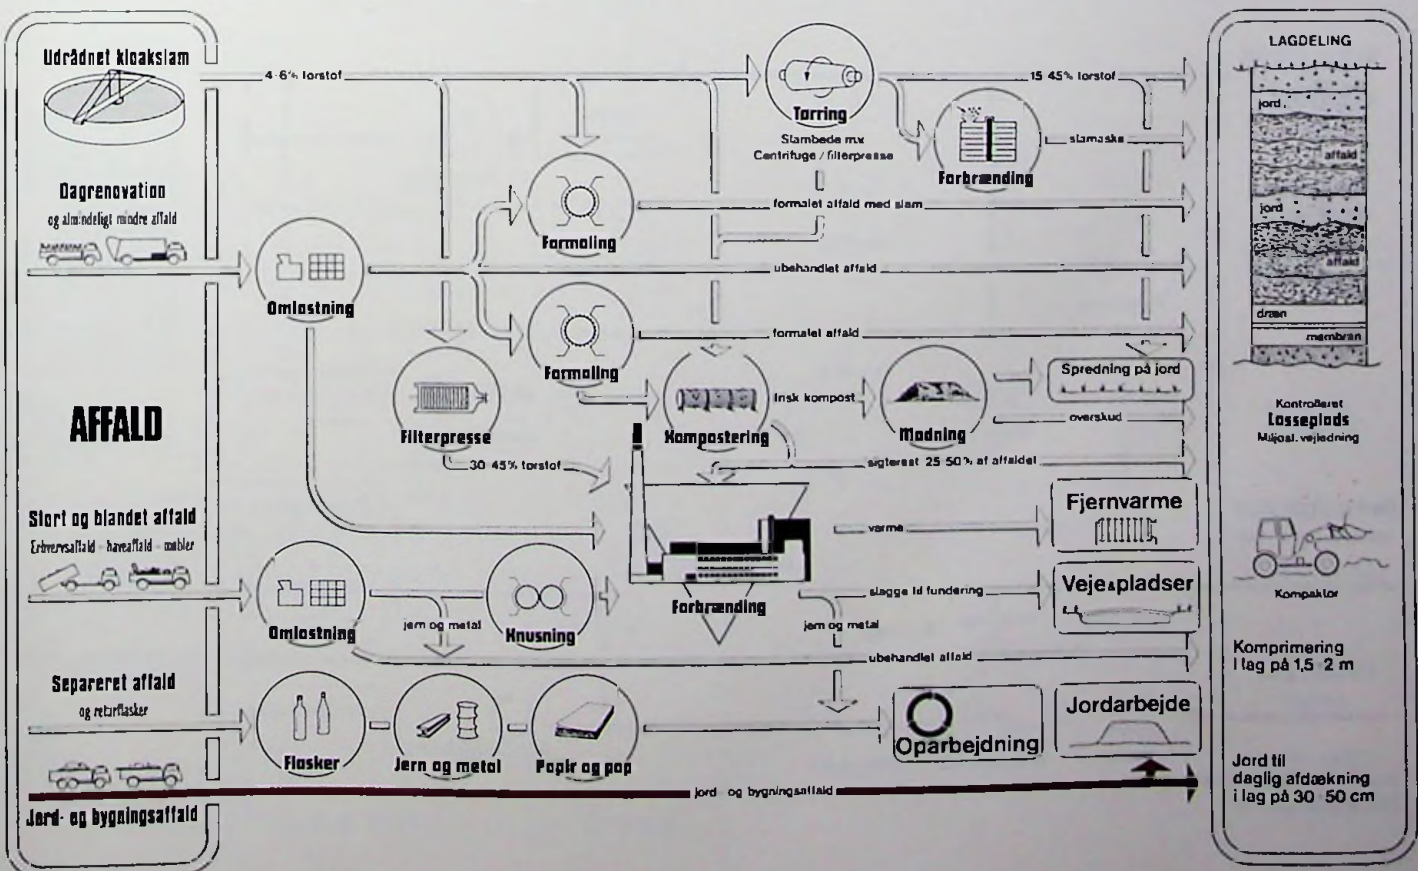 Udrådnet kloakslam
Dagrenovation
og almindeligt mindre affald
AFFALD
Stort og blandet affald
Erhvervsaffald - haveaffald - møbler
Separeret affald
og returflasker
Jord- og bygningsaffald
4-6% tørstof
Tørring
Slambede m.v.
Centrifuge / filterpresse
15-45% tørstof
Forbrænding
slamaske
Formaling
formalet affald med slam
Omlastning
ubehandlet affald
Formaling
formalet affald
Filterpresse
30-45% tørstof
Kompostering
frisk kompost
Modning
Spredning på jord
overskud
sigterest 25-50% af affaldet
varme
Fjernvarme
Omlastning
jern og metal
Knusning
Forbrænding
slagge til fundering
jern og metal
Veje & pladser
ubehandlet affald
Flasker
Jern og metal
Papir og pap
Oparbejdning
Jordarbejde
jord- og bygningsaffald
LAGDELING
jord
affald
jord
affald
dræn
membran
Kontrolleret
Losseplads
Miljøst. vejledning
Kompaktor
Komprimering
i lag på 1,5-2 m
Jord til
daglig afdækning
i lag på 30-50 cm